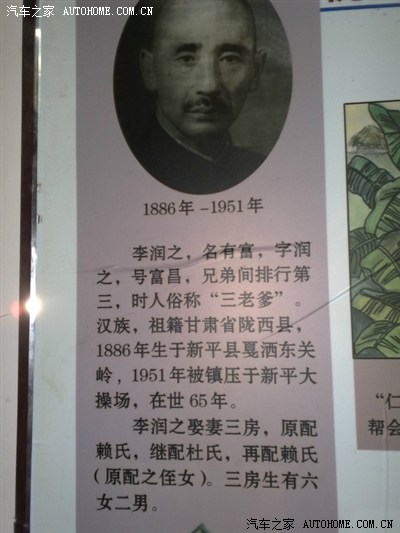 汽车之家 AUTOHOME.COM.CN
1886年-1951年
李润之，名有富，字润
之，号富昌，兄弟间排行第
三，时人俗称“三老爹”。
汉族，祖籍甘肃省陇西县，
1886年生于新平县戛洒东关
岭，1951年被镇压于新平大
操场，在世65年。
李润之娶妻三房，原配
赖氏，继配杜氏，再配赖氏
（原配之侄女）。三房生有六
女二男。
“仁
帮会
汽车之家 AUTOHOME.COM.CN